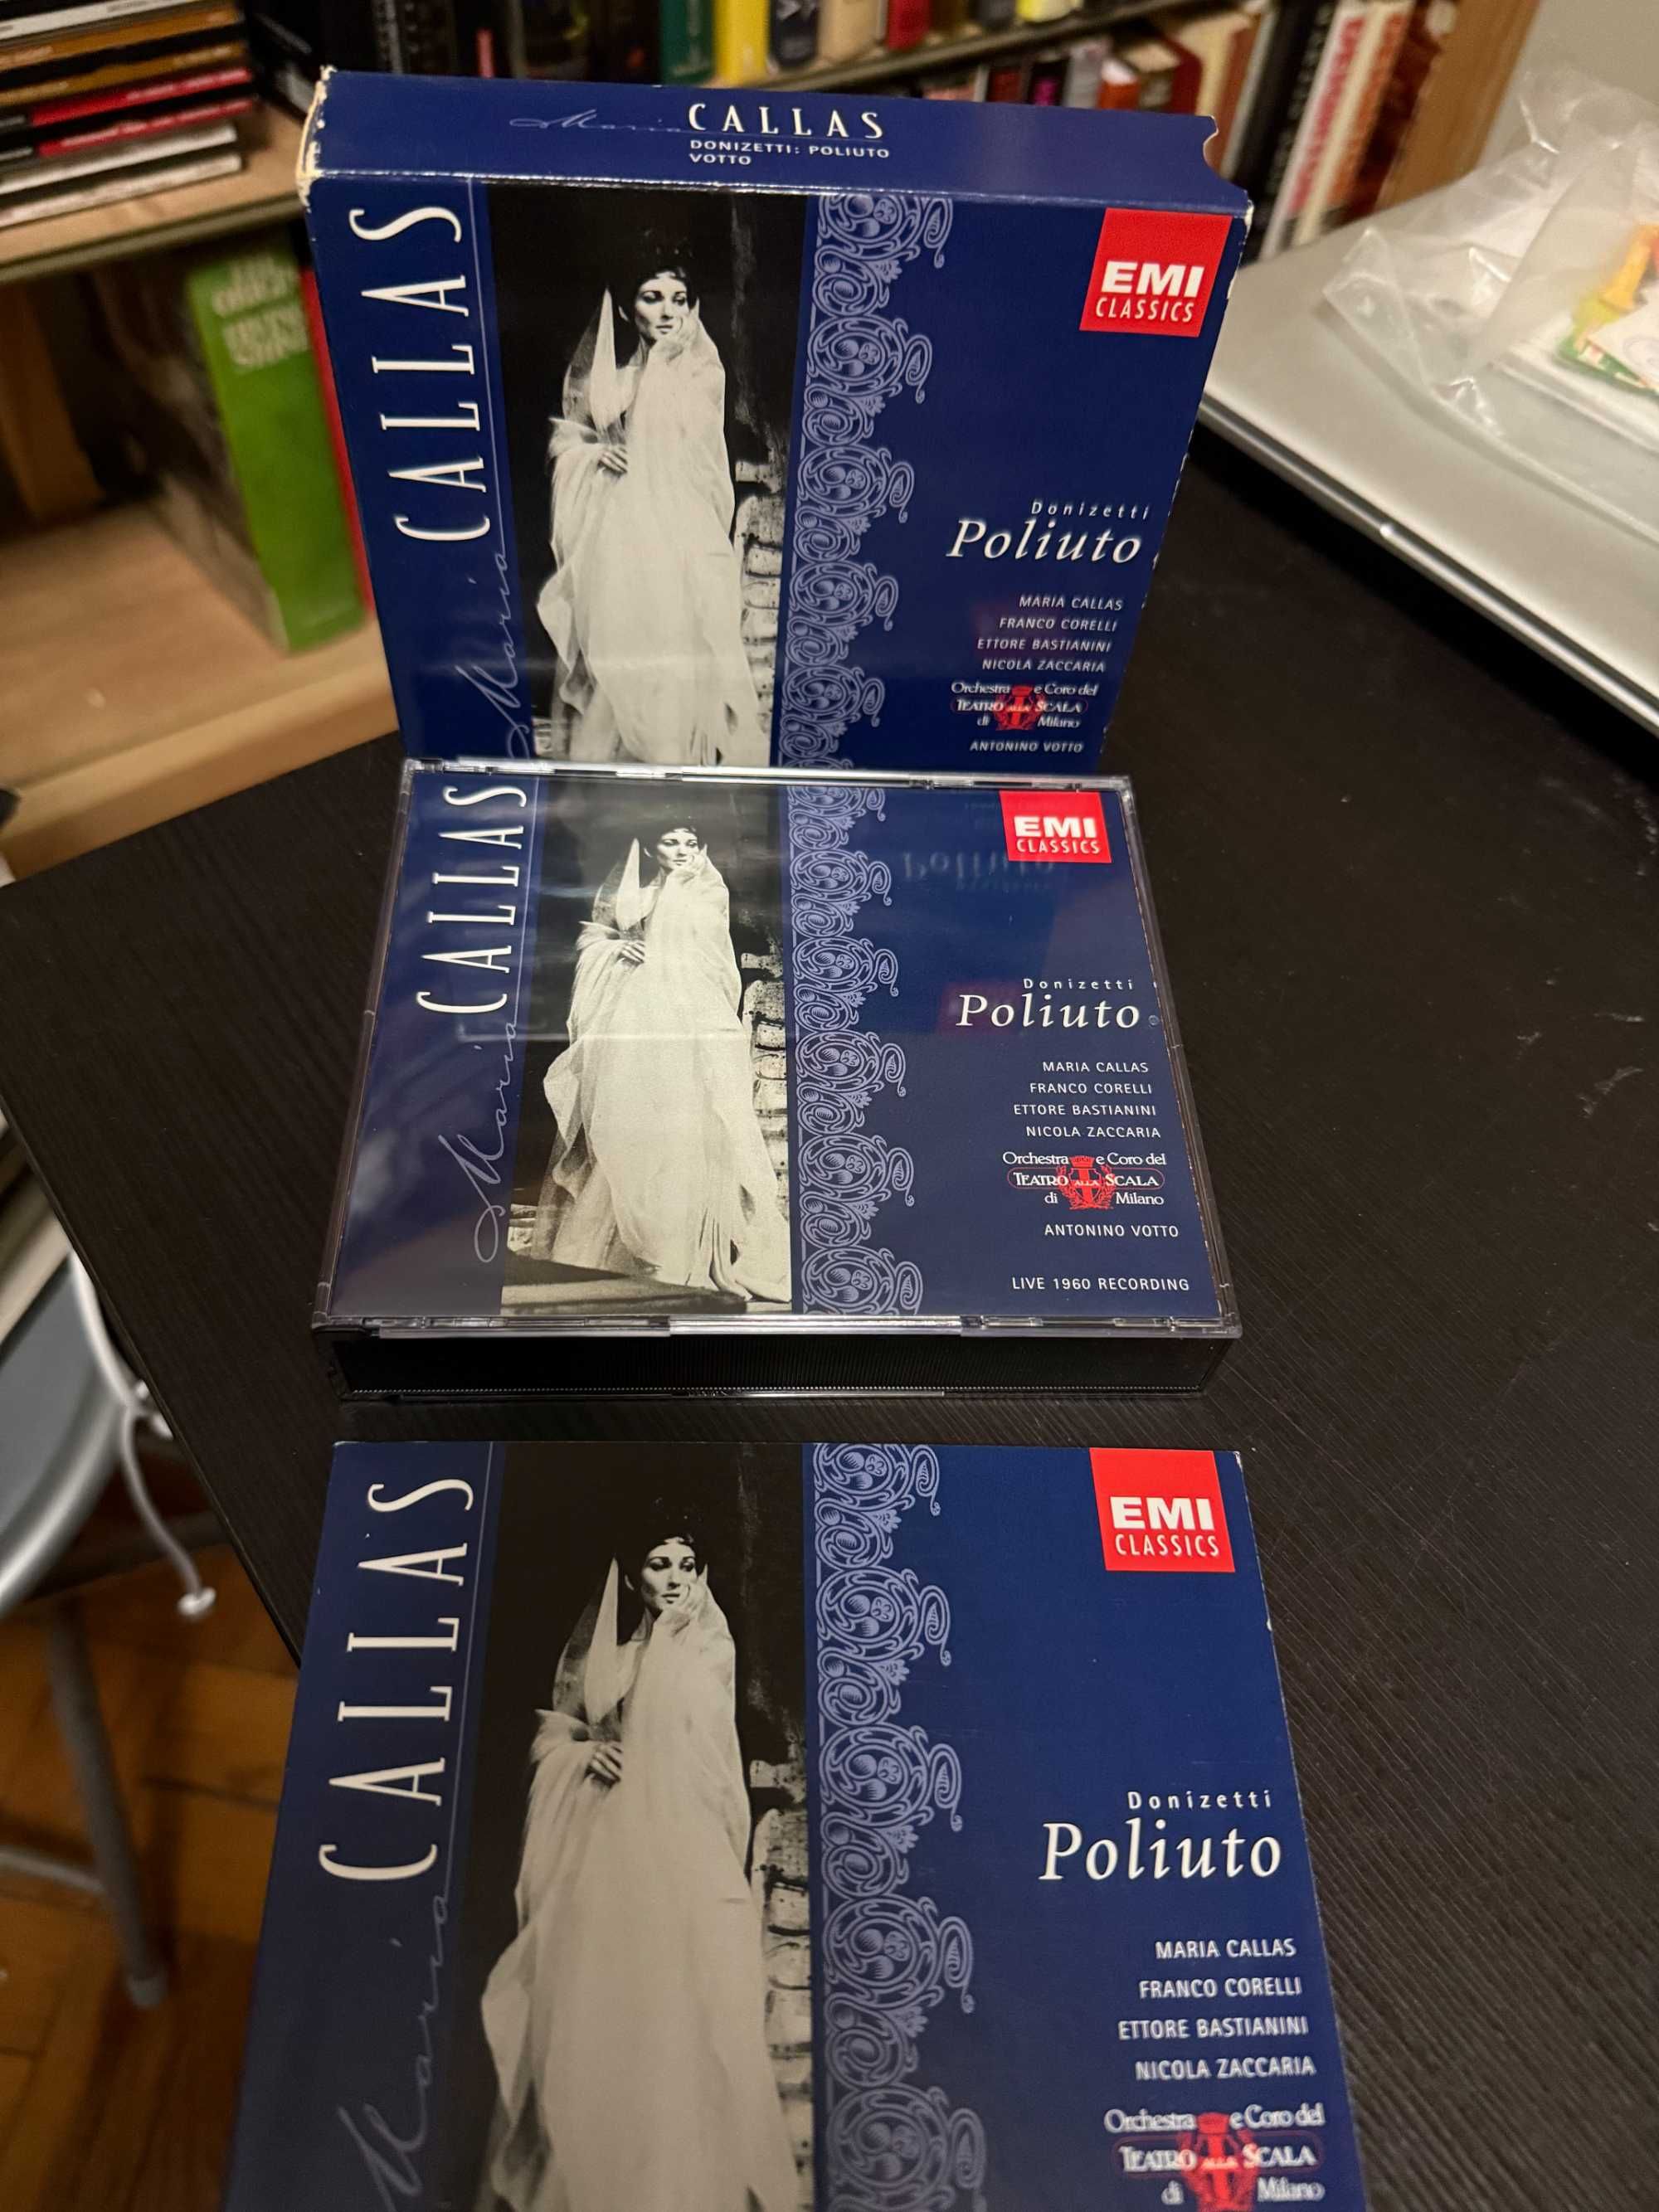 Maria CALLAS
DONIZETTI: POLIUTO
VOTTO
Maria CALLAS
EMI
CLASSICS
Donizetti
Poliuto
MARIA CALLAS
FRANCO CORELLI
ETTORE BASTIANINI
NICOLA ZACCARIA
Orchestra e Coro del
TEATRO ALLA SCALA
di Milano
ANTONINO VOTTO
Maria CALLAS
EMI
CLASSICS
Donizetti
Poliuto
MARIA CALLAS
FRANCO CORELLI
ETTORE BASTIANINI
NICOLA ZACCARIA
Orchestra e Coro del
TEATRO ALLA SCALA
di Milano
ANTONINO VOTTO
LIVE 1960 RECORDING
Maria CALLAS
EMI
CLASSICS
Donizetti
Poliuto
MARIA CALLAS
FRANCO CORELLI
ETTORE BASTIANINI
NICOLA ZACCARIA
Orchestra e Coro del
TEATRO ALLA SCALA
di Milano